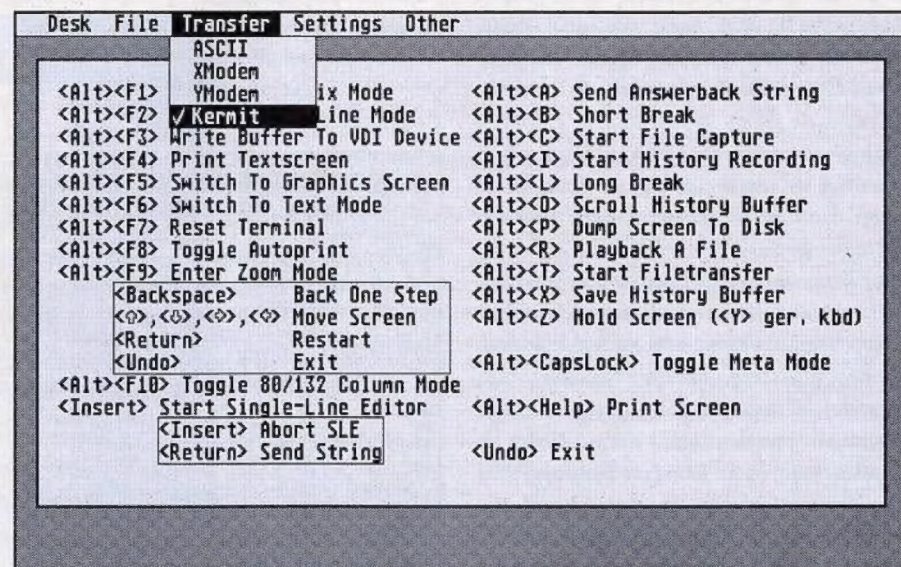 Desk File Transfer Settings Other
ASCII
XModem
YModem
✓ Kermit
<Alt><F1> ix Mode
<Alt><F2> Line Mode
<Alt><F3> Write Buffer To VDI Device
<Alt><F4> Print Textscreen
<Alt><F5> Switch To Graphics Screen
<Alt><F6> Switch To Text Mode
<Alt><F7> Reset Terminal
<Alt><F8> Toggle Autoprint
<Alt><F9> Enter Zoom Mode
<Backspace> Back One Step
<⇧>,<⇩>,<⇨>,<⇦> Move Screen
<Return> Restart
<Undo> Exit
<Alt><F10> Toggle 80/132 Column Mode
<Insert> Start Single-Line Editor
<Insert> Abort SLE
<Return> Send String
<Alt><A> Send Answerback String
<Alt><B> Short Break
<Alt><C> Start File Capture
<Alt><I> Start History Recording
<Alt><L> Long Break
<Alt><O> Scroll History Buffer
<Alt><P> Dump Screen To Disk
<Alt><R> Playback A File
<Alt><T> Start Filetransfer
<Alt><X> Save History Buffer
<Alt><Z> Hold Screen (<Y> ger. kbd)
<Alt><CapsLock> Toggle Meta Mode
<Alt><Help> Print Screen
<Undo> Exit